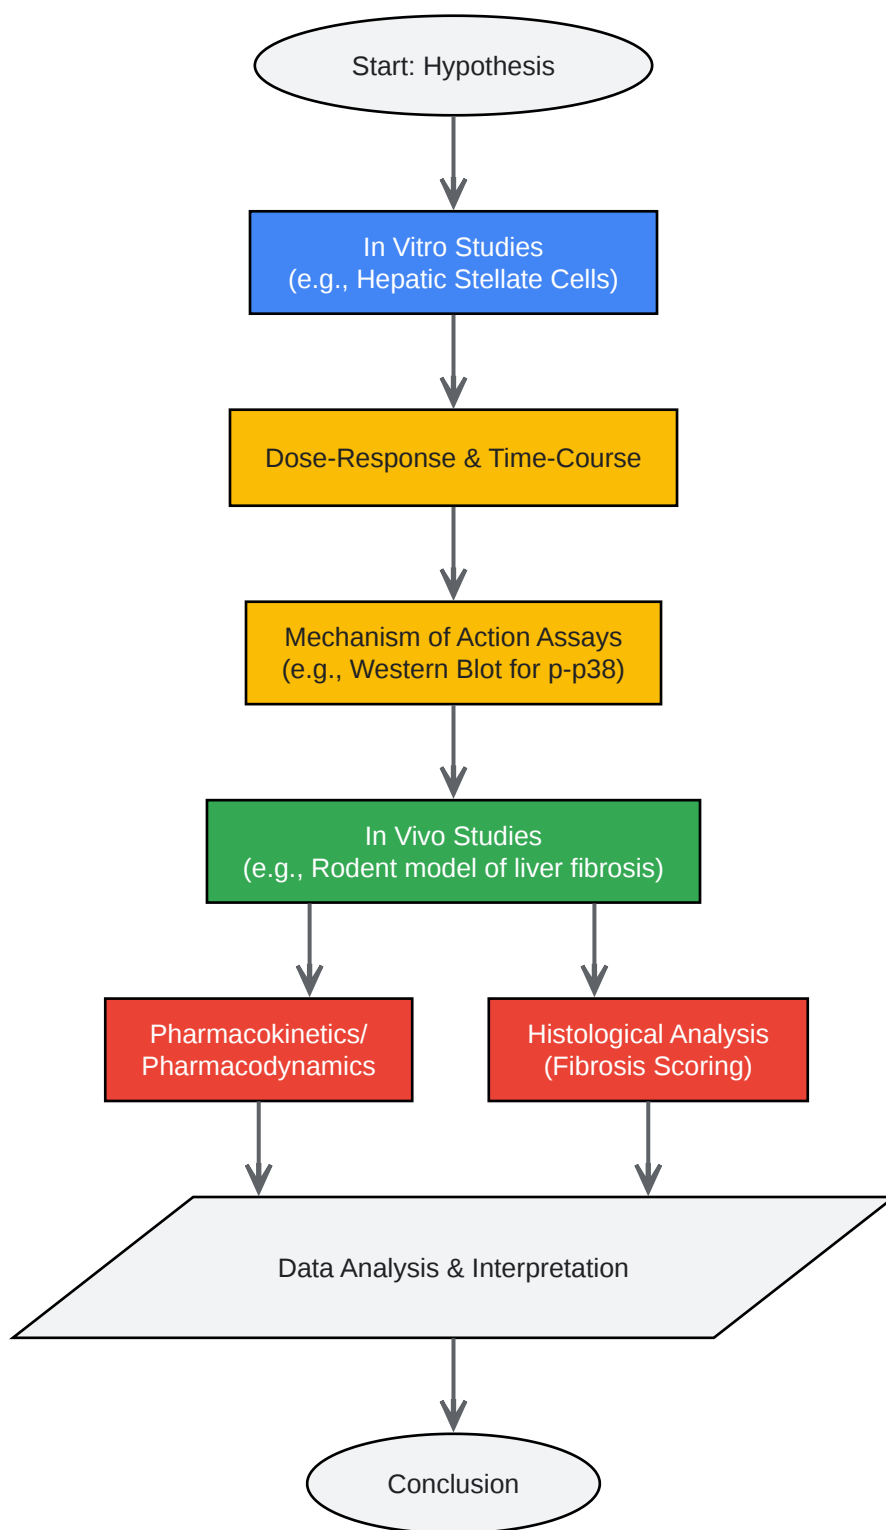 Start: Hypothesis
In Vitro Studies
(e.g., Hepatic Stellate Cells)
Dose-Response & Time-Course
Mechanism of Action Assays
(e.g., Western Blot for p-p38)
In Vivo Studies
(e.g., Rodent model of liver fibrosis)
Pharmacokinetics/
Pharmacodynamics
Histological Analysis
(Fibrosis Scoring)
Data Analysis & Interpretation
Conclusion